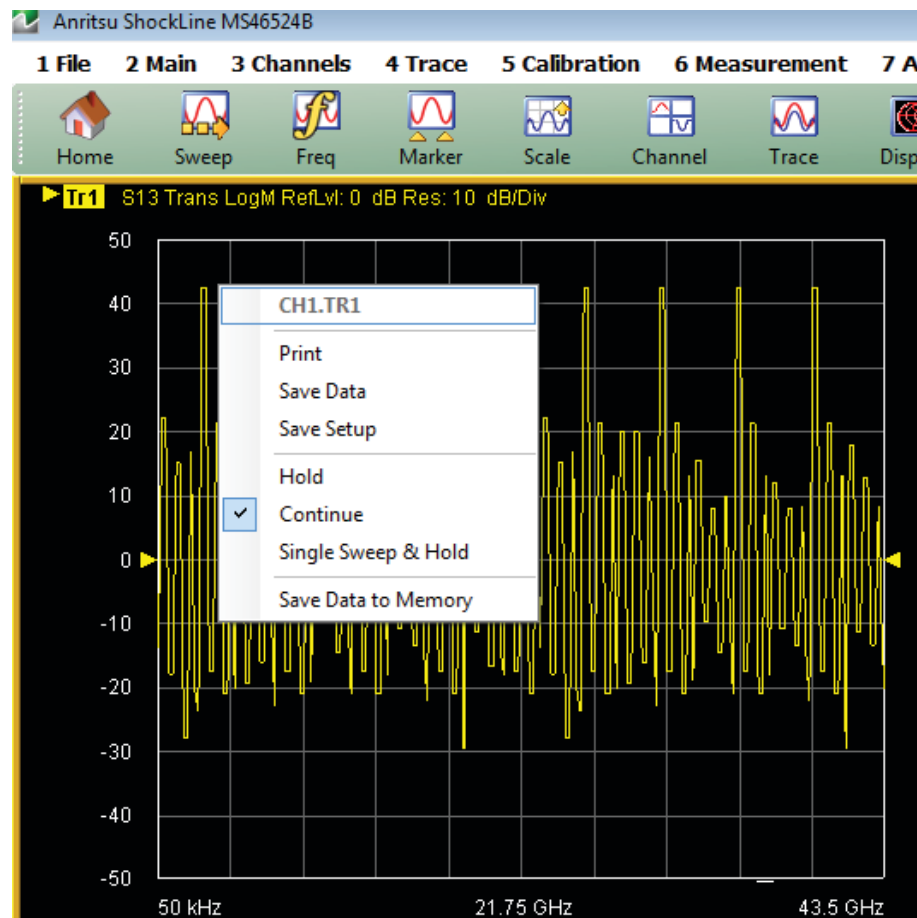 Anritsu ShockLine MS46524B
1 File 2 Main 3 Channels 4 Trace 5 Calibration 6 Measurement 7 A
Home Sweep Freq Marker Scale Channel Trace Disp
Tr1 S13 Trans LogM RefLvl: 0 dB Res: 10 dB/Div
50
40
30
20
10
0
-10
-20
-30
-40
-50
CH1.TR1
Print
Save Data
Save Setup
Hold
Continue
Single Sweep & Hold
Save Data to Memory
50 kHz 21.75 GHz 43.5 GHz